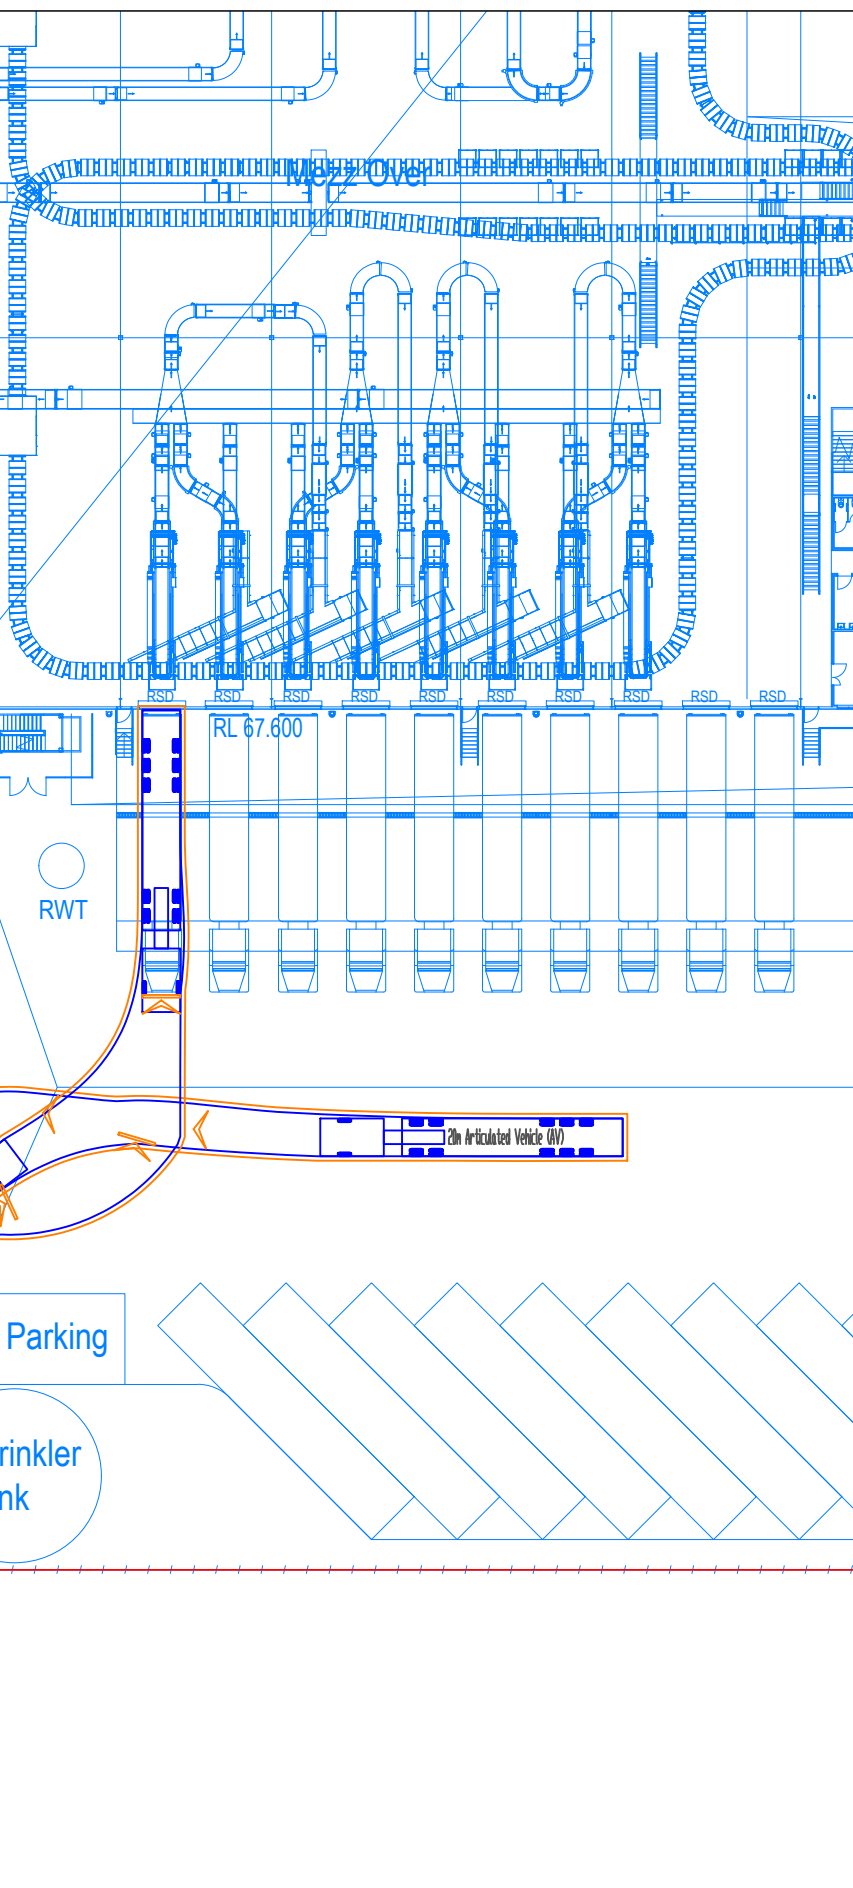 Mezz Over
RSD RSD RSD RSD RSD RSD RSD RSD RSD RSD
RL 67.600
RWT
20m Articulated Vehicle (AV)
Parking
rinkler
nk